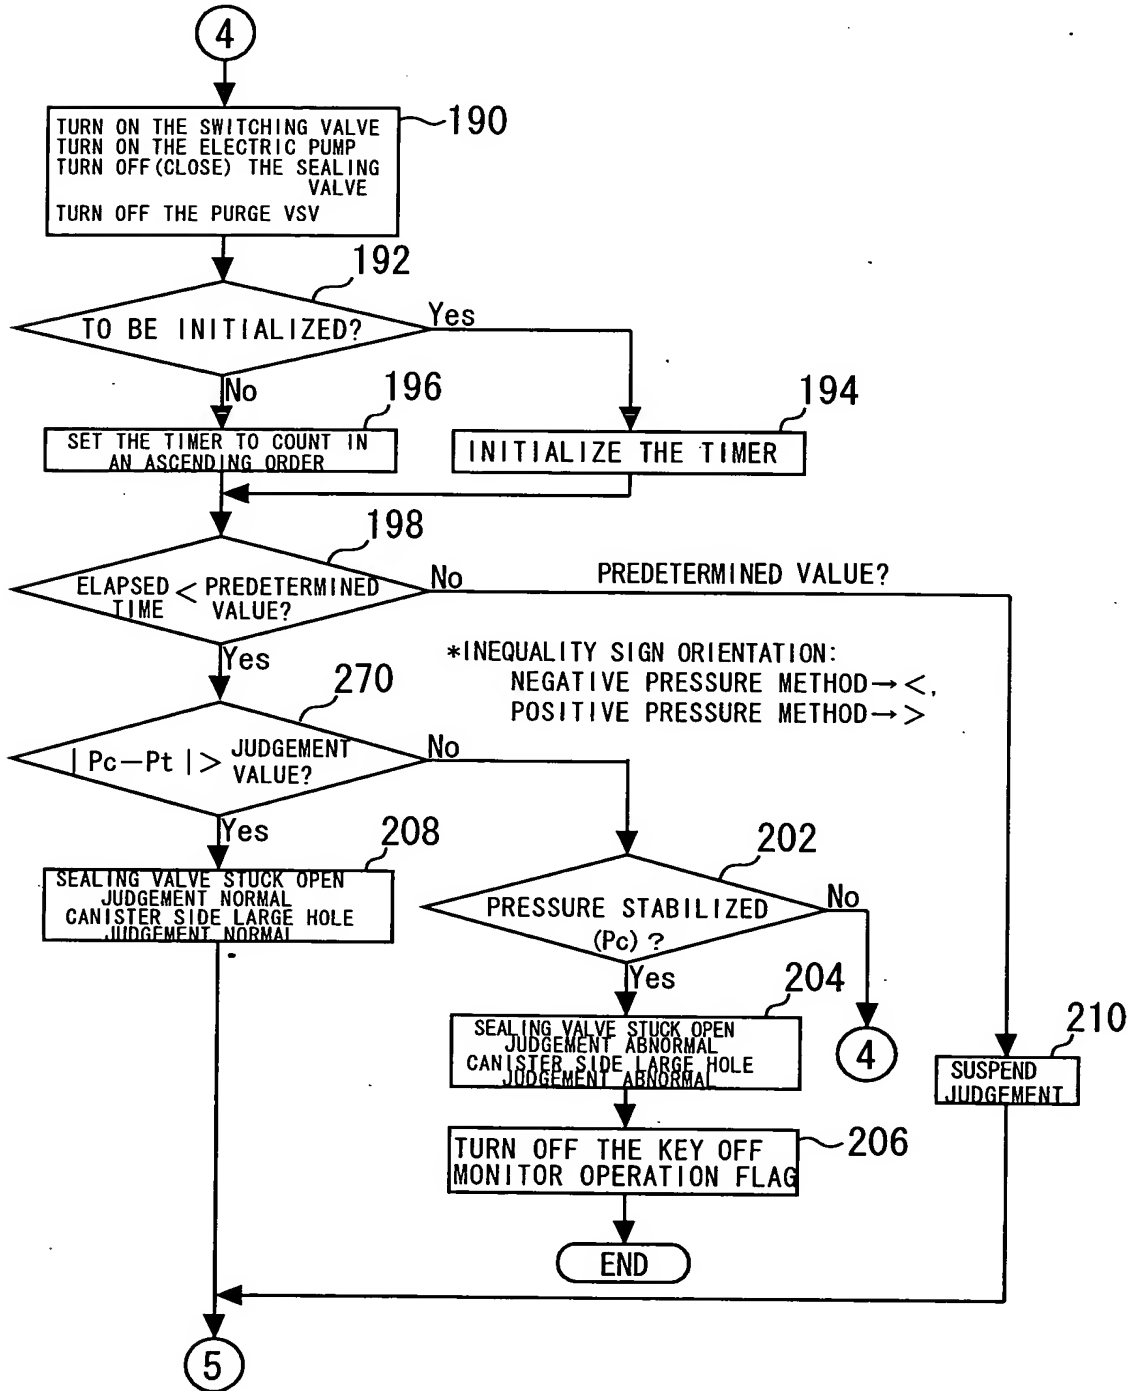 4
TURN ON THE SWITCHING VALVE
TURN ON THE ELECTRIC PUMP
TURN OFF(CLOSE) THE SEALING
VALVE
TURN OFF THE PURGE VSV
190
192
TO BE INITIALIZED?
Yes
No
196
SET THE TIMER TO COUNT IN
AN ASCENDING ORDER
194
INITIALIZE THE TIMER
198
ELAPSED < PREDETERMINED
TIME VALUE?
No
PREDETERMINED VALUE?
Yes
*INEQUALITY SIGN ORIENTATION:
NEGATIVE PRESSURE METHOD→<,
POSITIVE PRESSURE METHOD→>
270
|Pc−Pt|> JUDGEMENT
VALUE?
No
Yes
208
SEALING VALVE STUCK OPEN
JUDGEMENT NORMAL
CANISTER SIDE LARGE HOLE
JUDGEMENT NORMAL
202
PRESSURE STABILIZED
(Pc)?
No
Yes
204
SEALING VALVE STUCK OPEN
JUDGEMENT ABNORMAL
CANISTER SIDE LARGE HOLE
JUDGEMENT ABNORMAL
4
210
SUSPEND
JUDGEMENT
206
TURN OFF THE KEY OFF
MONITOR OPERATION FLAG
END
5